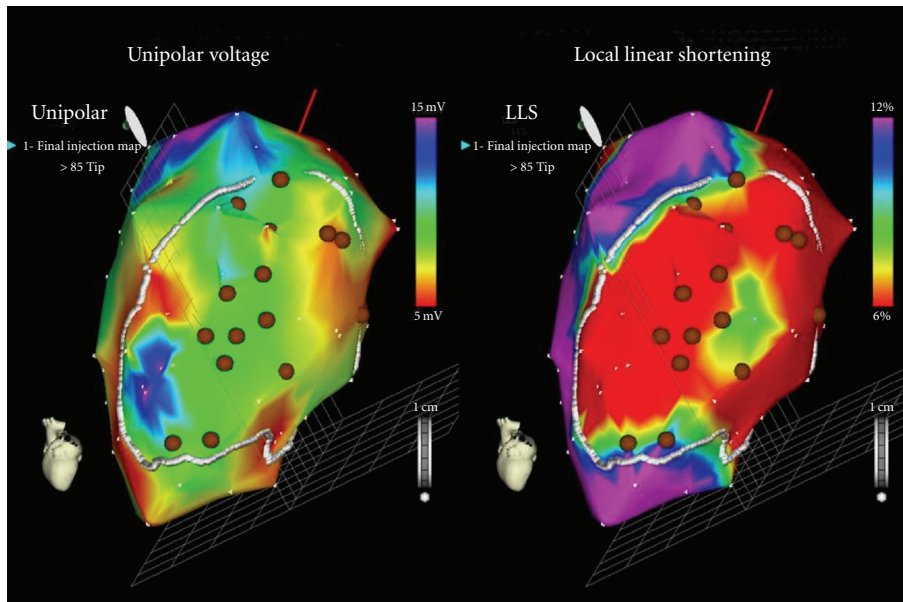 Unipolar voltage
Unipolar
15 mV
1- Final injection map
> 85 Tip
5 mV
1 cm
Local linear shortening
LLS
12%
1- Final injection map
> 85 Tip
6%
1 cm